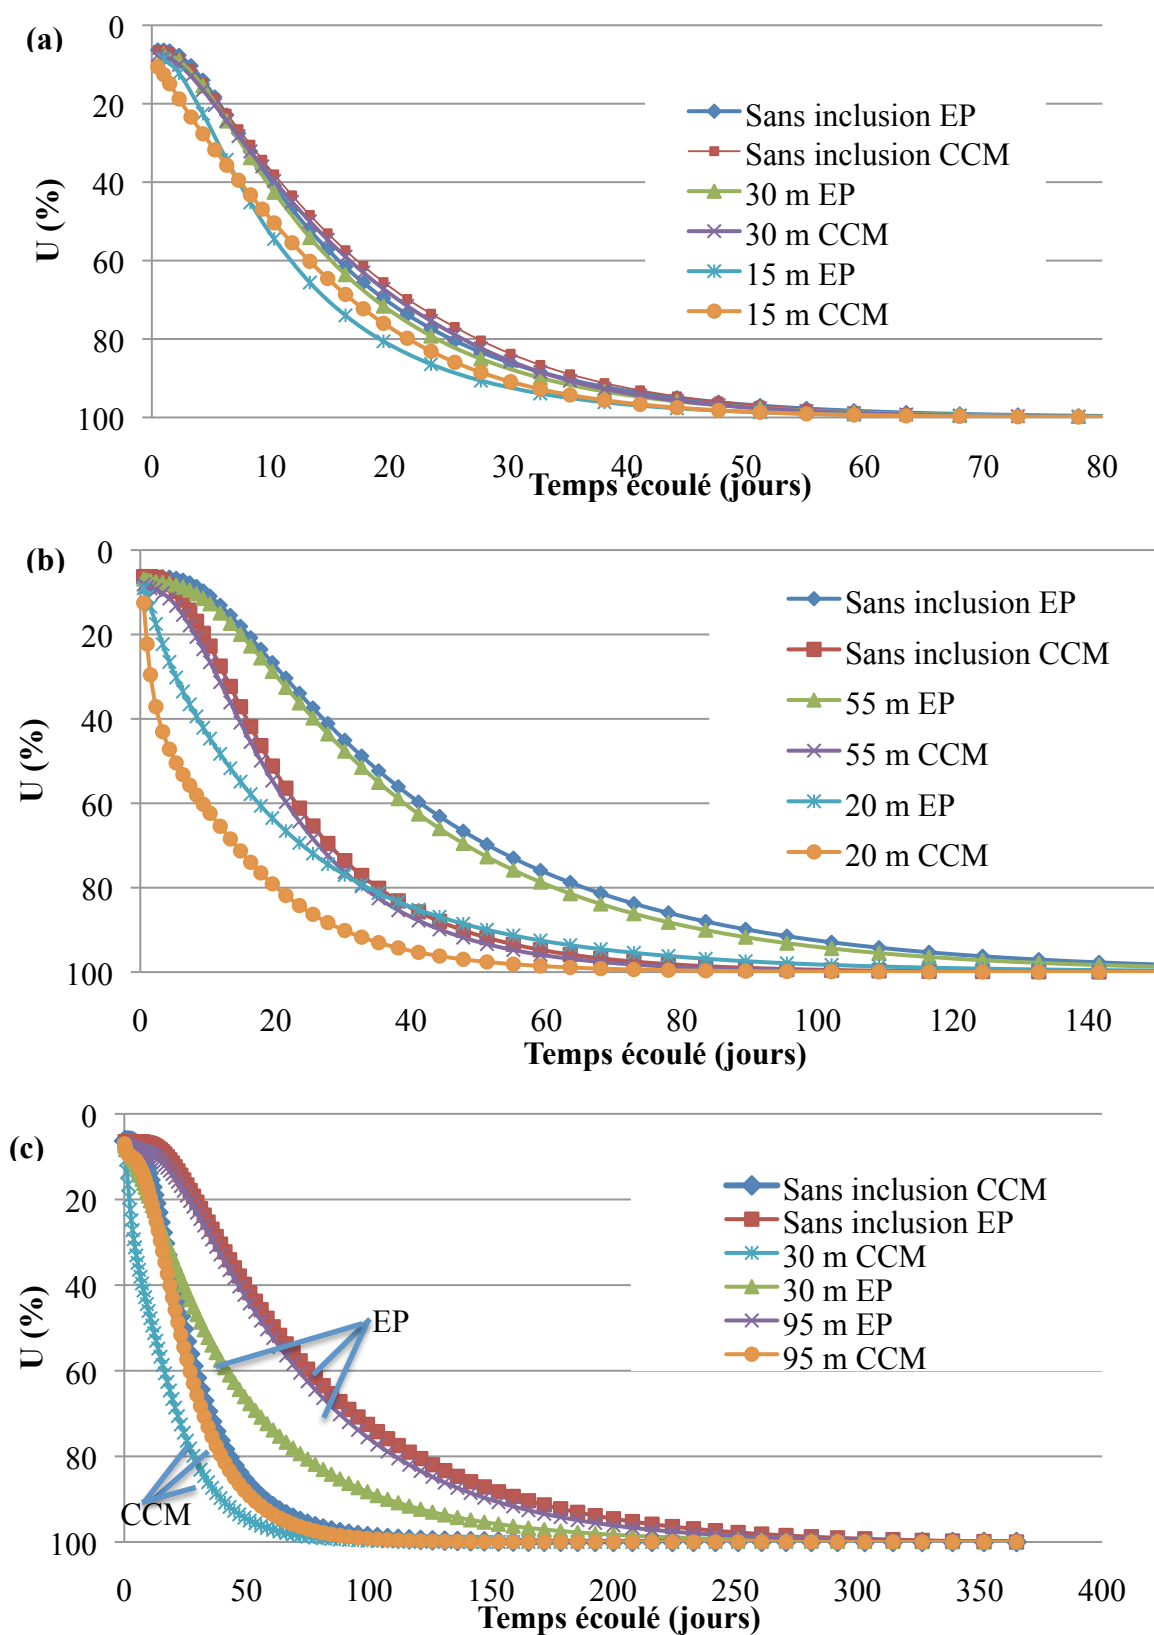 (a)
U (%)
0
20
40
60
80
100
Sans inclusion EP
Sans inclusion CCM
30 m EP
30 m CCM
15 m EP
15 m CCM
0 10 20 30 40 50 60 70 80
Temps écoulé (jours)
(b)
U (%)
0
20
40
60
80
100
Sans inclusion EP
Sans inclusion CCM
55 m EP
55 m CCM
20 m EP
20 m CCM
0 20 40 60 80 100 120 140
Temps écoulé (jours)
(c)
U (%)
0
20
40
60
80
100
Sans inclusion CCM
Sans inclusion EP
30 m CCM
30 m EP
95 m EP
95 m CCM
EP
CCM
0 50 100 150 200 250 300 350 400
Temps écoulé (jours)